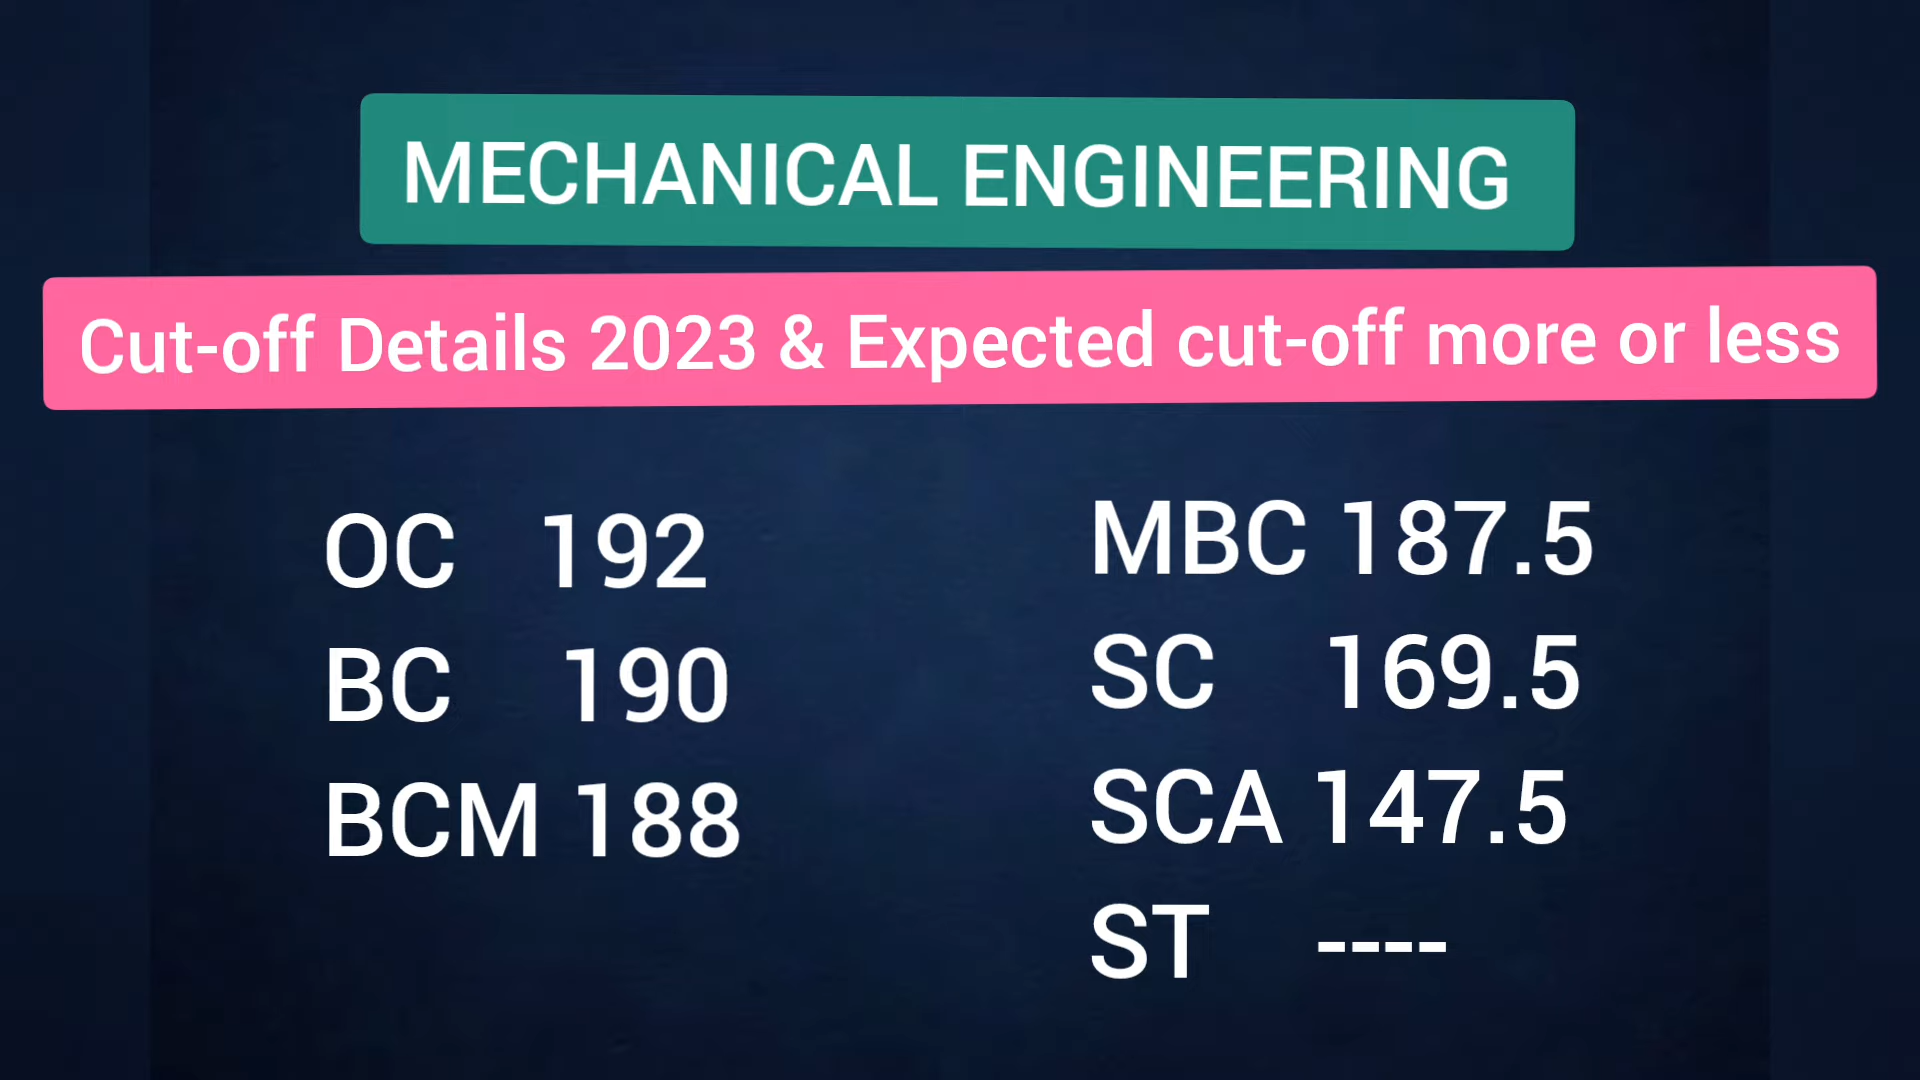 MECHANICAL ENGINEERING
Cut-off Details 2023 & Expected cut-off more or less
OC 192
BC 190
BCM 188
MBC 187.5
SC 169.5
SCA 147.5
ST ----